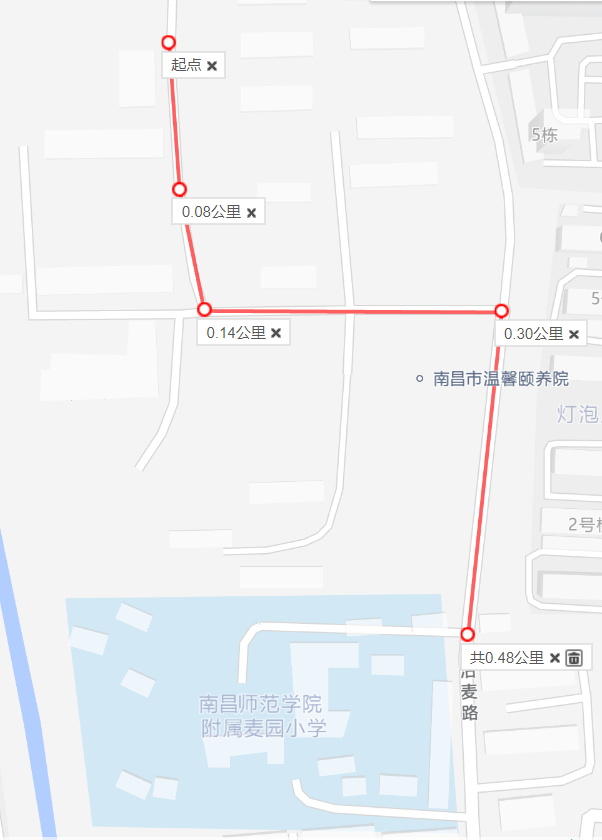 起点
5栋
0.08公里
5
0.14公里
0.30公里
南昌市温馨颐养院
灯泡
2号
共0.48公里
麦
路
南昌师范学院
附属麦园小学